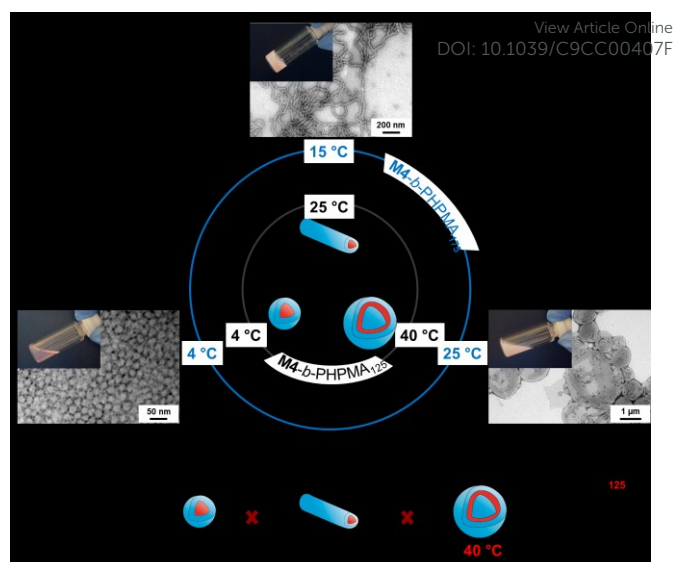 View Article Online
DOI: 10.1039/C9CC00407F
200 nm
15 °C
M4-b-PHPMA₁₇₃
25 °C
4 °C
4 °C
40 °C
25 °C
M4-b-PHPMA₁₂₅
50 nm
1 µm
125
40 °C